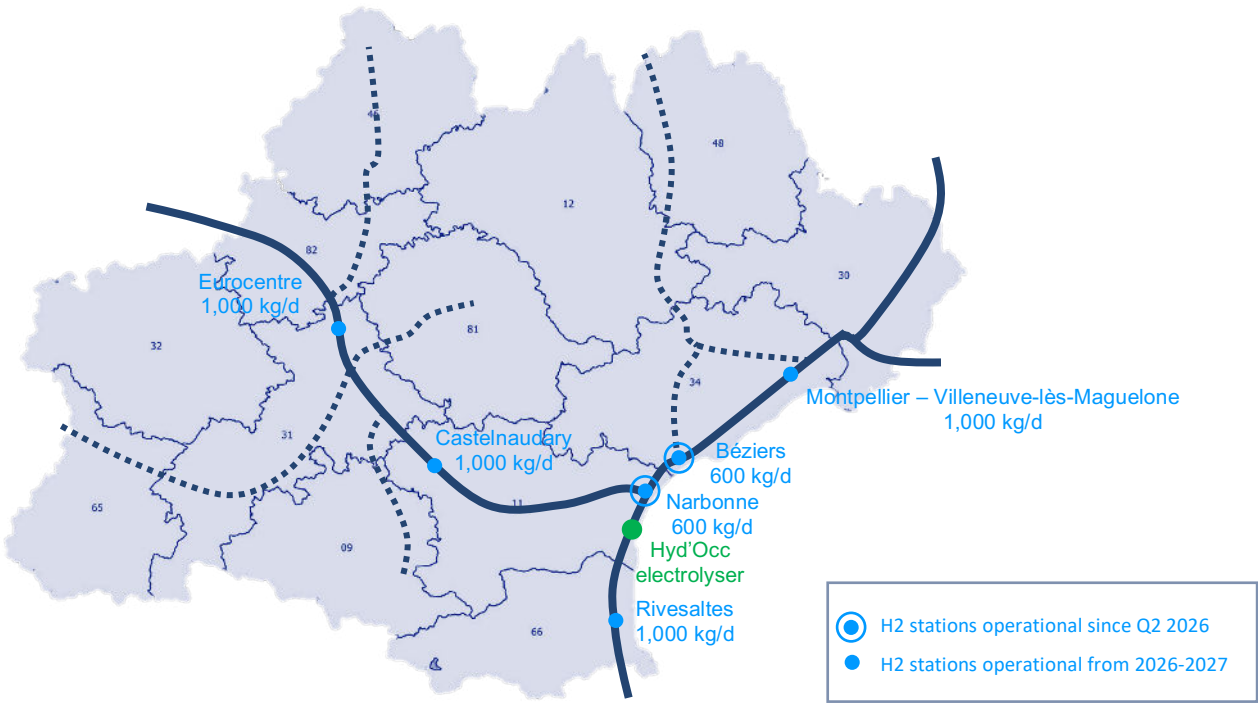 46
48
12
82
30
Eurocentre
1,000 kg/d
32
81
34
Montpellier – Villeneuve-lès-Maguelone
1,000 kg/d
31
Castelnaudary
1,000 kg/d
Béziers
600 kg/d
65
11
Narbonne
600 kg/d
09
Hyd’Occ
electrolyser
Rivesaltes
1,000 kg/d
66
H2 stations operational since Q2 2026
H2 stations operational from 2026-2027